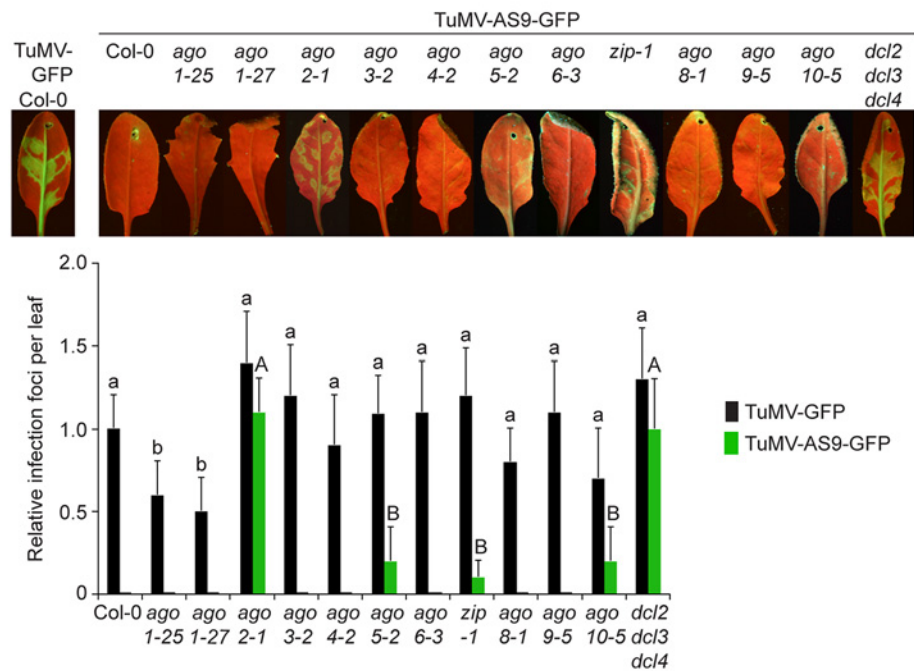 TuMV-AS9-GFP
TuMV-
GFP
Col-0
Col-0 ago ago ago ago ago ago ago zip-1 ago ago ago dcl2
1-25 1-27 2-1 3-2 4-2 5-2 6-3 8-1 9-5 10-5 dcl3
dcl4
Relative infection foci per leaf
2.0
1.5
1.0
0.5
0
a
b
b
a
A
a
a
a
B
a
a
B
a
a
a
B
a
A
TuMV-GFP
TuMV-AS9-GFP
Col-0 ago ago ago ago ago ago ago zip ago ago ago dcl2
1-25 1-27 2-1 3-2 4-2 5-2 6-3 -1 8-1 9-5 10-5 dcl3
dcl4